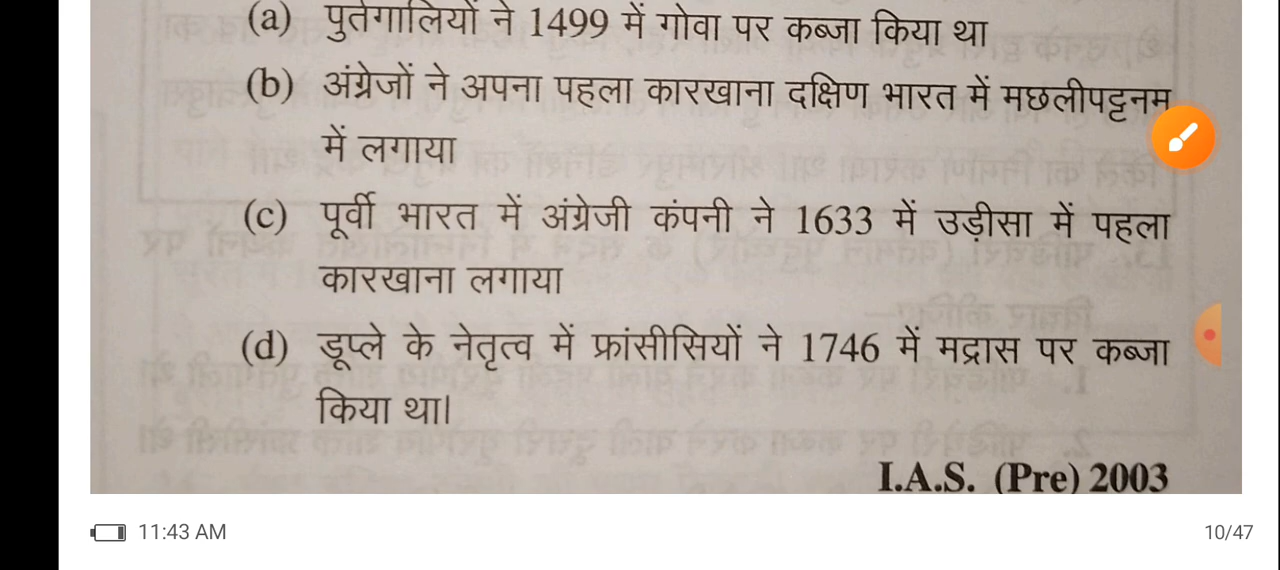 (a) पुर्तगालियों ने 1499 में गोवा पर कब्जा किया था
(b) अंग्रेजों ने अपना पहला कारखाना दक्षिण भारत में मछलीपट्टनम
में लगाया
(c) पूर्वी भारत में अंग्रेजी कंपनी ने 1633 में उड़ीसा में पहला
कारखाना लगाया
(d) डूप्ले के नेतृत्व में फ्रांसीसियों ने 1746 में मद्रास पर कब्जा
किया था।
I.A.S. (Pre) 2003
11:43 AM
10/47